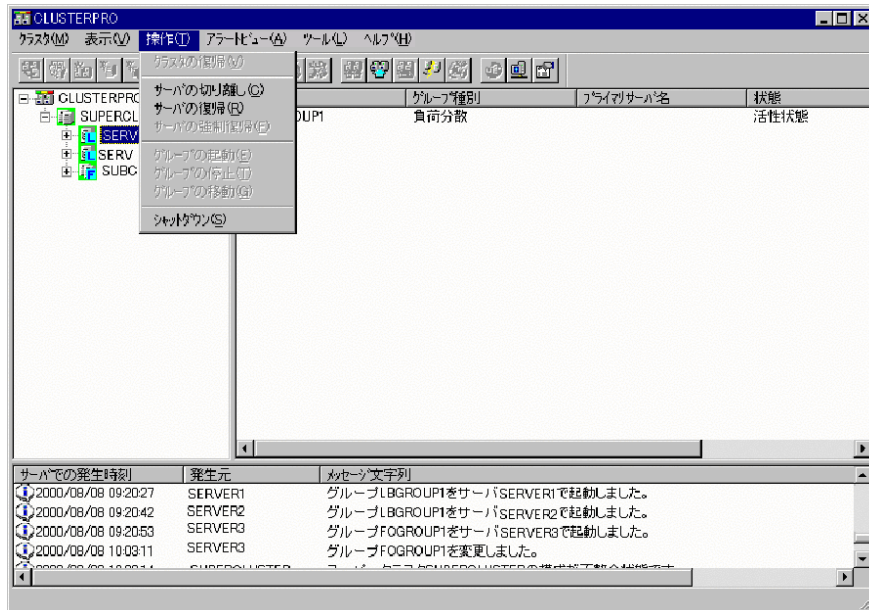 CLUSTERPRO
クラスタ(M) 表示(V) 操作(T) アラートビュー(A) ツール(L) ヘルプ(H)
クラスタの復帰(V)
サーバの切り離し(C)
サーバの復帰(R)
サーバの強制復帰(F)
グループの起動(E)
グループの停止(T)
グループの移動(G)
シャットダウン(S)
CLUSTERPRO
SUPERCL
SERV
SERV
SUBC
グループ種別 プライマリサーバ名 状態
OUP1 負荷分散 活性状態
サーバでの発生時刻 発生元 メッセージ文字列
2000/08/08 09:20:27 SERVER1 グループLBGROUP1をサーバSERVER1で起動しました。
2000/08/08 09:20:42 SERVER2 グループLBGROUP1をサーバSERVER2で起動しました。
2000/08/08 09:20:53 SERVER3 グループFOGROUP1をサーバSERVER3で起動しました。
2000/08/08 10:03:11 SERVER3 グループFOGROUP1を変更しました。